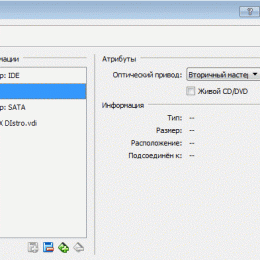 мации
Атрибуты
р: IDE
Оптический привод: Вторичный мастер
Живой CD/DVD
р: SATA
Информация
X DIstro.vdi
Тип: --
Размер: --
Расположение: --
Подсоединён к: --